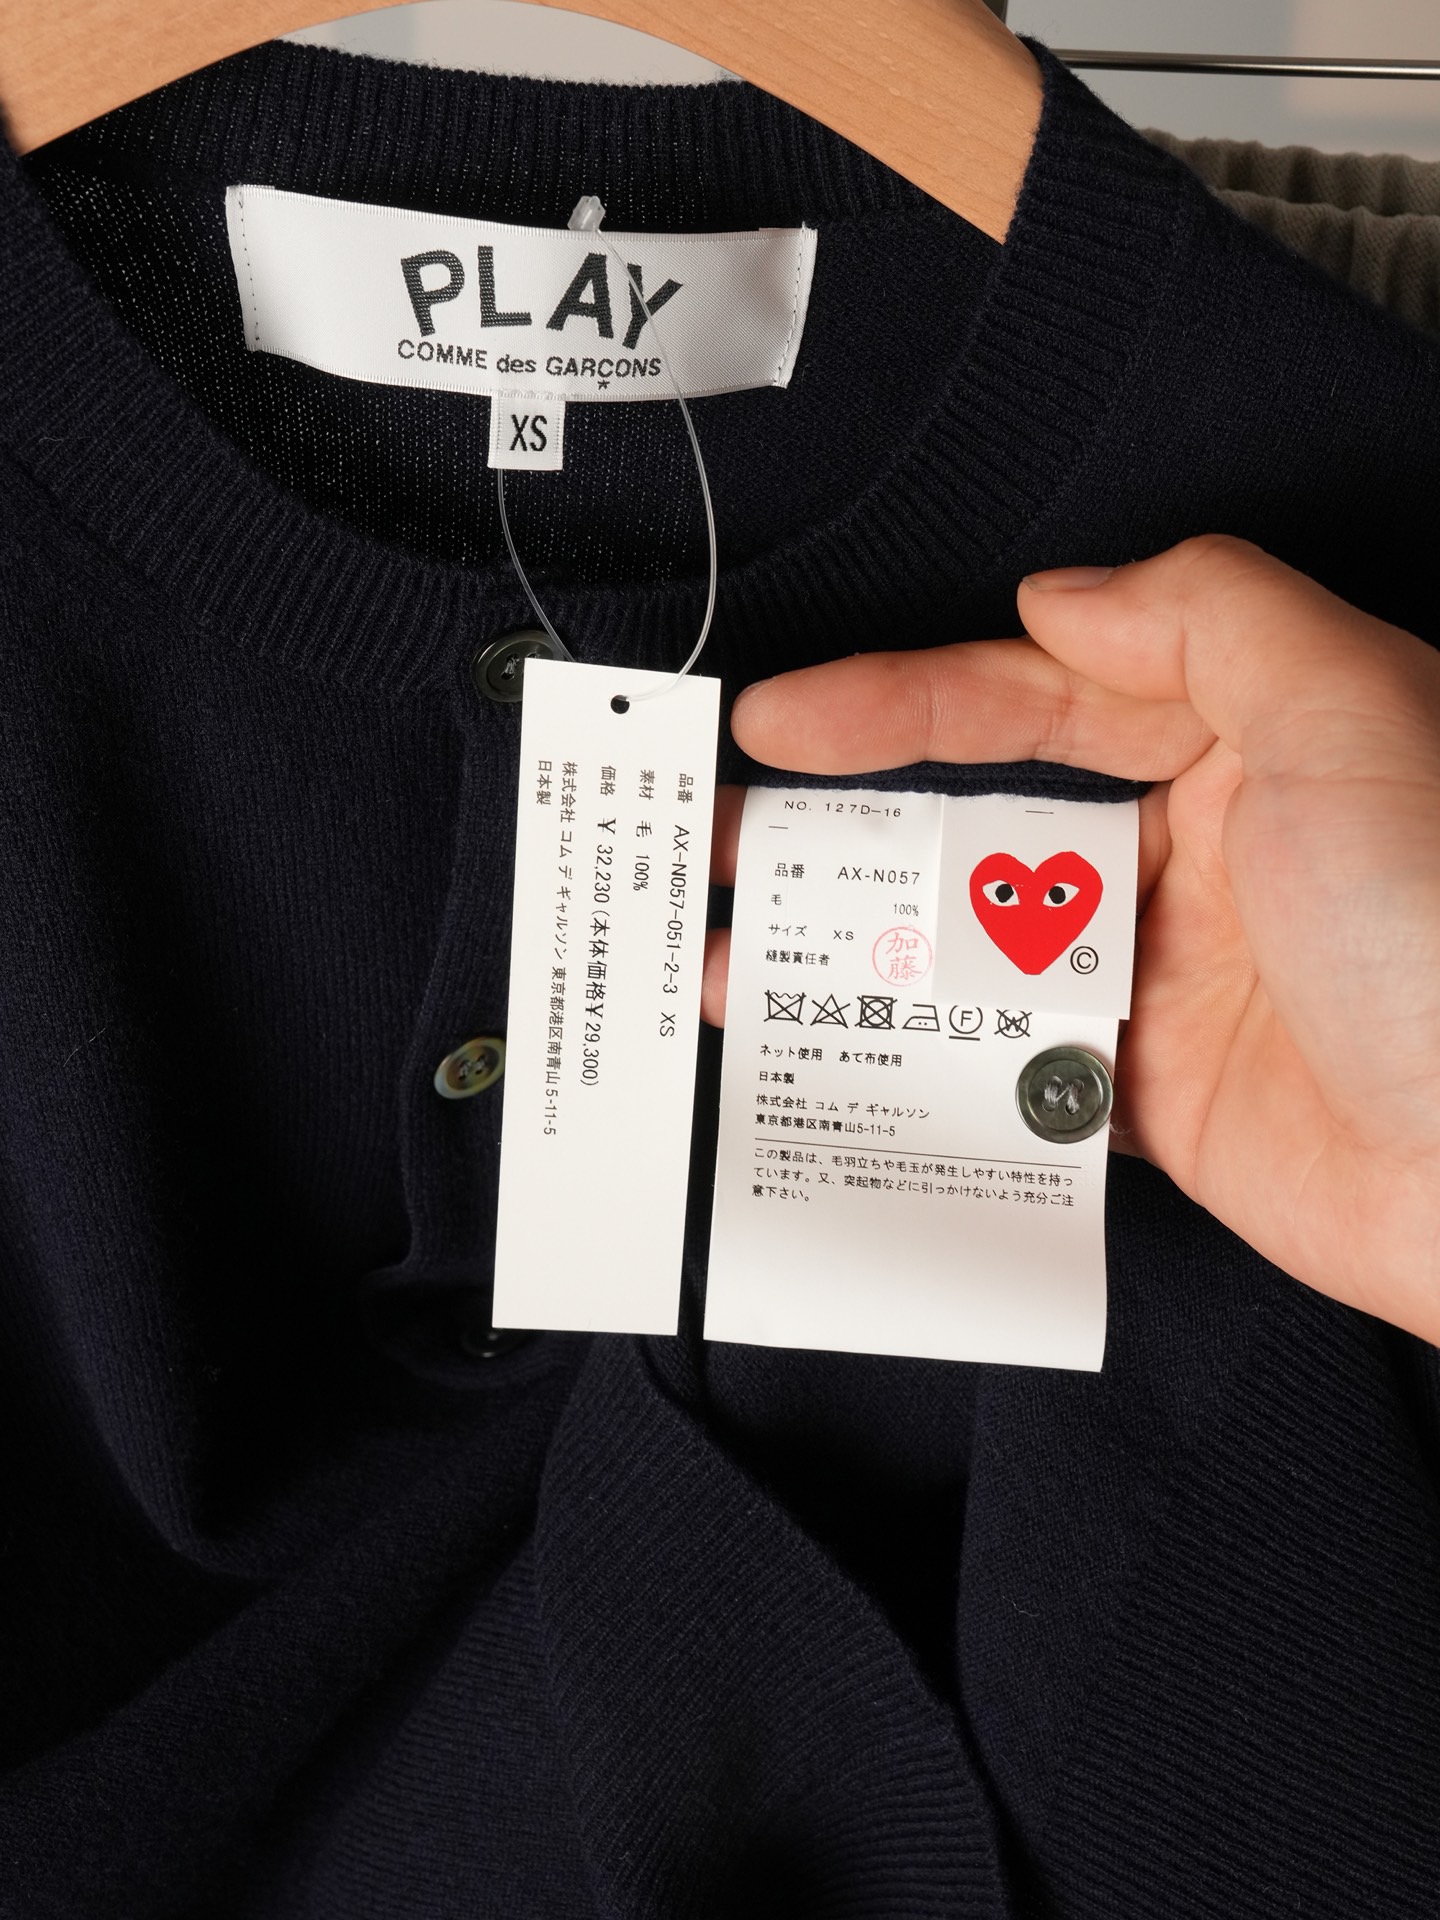 PLAY
COMME des GARCONS
*
XS
品番 AX-N057-051-2-3 XS
素材 毛 100%
価格 ¥ 32,230 (本体価格¥29,300)
株式会社 コム デ ギャルソン 東京都港区南青山 5-11-5
日本製
NO. 127D-16
品番 AX-N057
毛 100%
サイズ XS
縫製責任者
加藤
©
F
W
ネット使用 あて布使用
日本製
株式会社 コム デ ギャルソン
東京都港区南青山5-11-5
この製品は、毛羽立ちや毛玉が発生しやすい特性を持っ
ています。又、突起物などに引っかけないよう充分ご注
意下さい。